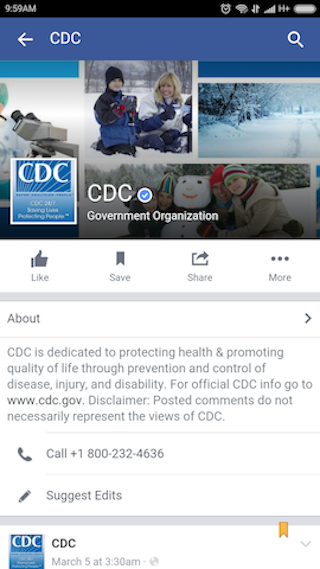 9:59AM
H+
CDC
CDC
CDC 24/7
Saving Lives
Protecting People™
CDC
Government Organization
Like
Save
Share
More
About
CDC is dedicated to protecting health & promoting
quality of life through prevention and control of
disease, injury, and disability. For official CDC info go to
www.cdc.gov. Disclaimer: Posted comments do not
necessarily represent the views of CDC.
Call +1 800-232-4636
Suggest Edits
CDC
CDC
March 5 at 3:30am ·